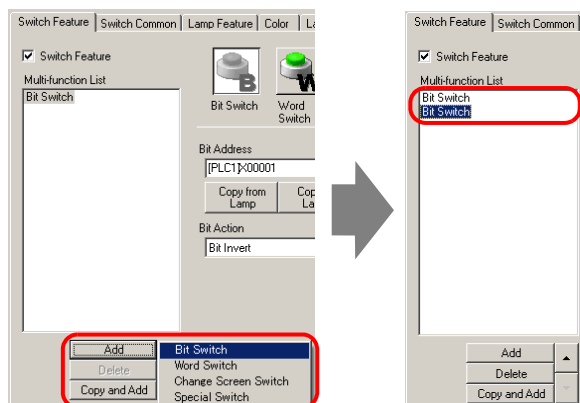 Switch Feature Switch Common Lamp Feature Color
Switch Feature
Multi-function List
Bit Switch
B
W
Bit Switch Word Switch
Bit Address
[PLC1]X00001
Copy from Lamp
Bit Action
Bit Invert
Add
Delete
Copy and Add
Bit Switch
Word Switch
Change Screen Switch
Special Switch
Switch Feature Switch Common
Switch Feature
Multi-function List
Bit Switch
Bit Switch
Add
Delete
Copy and Add